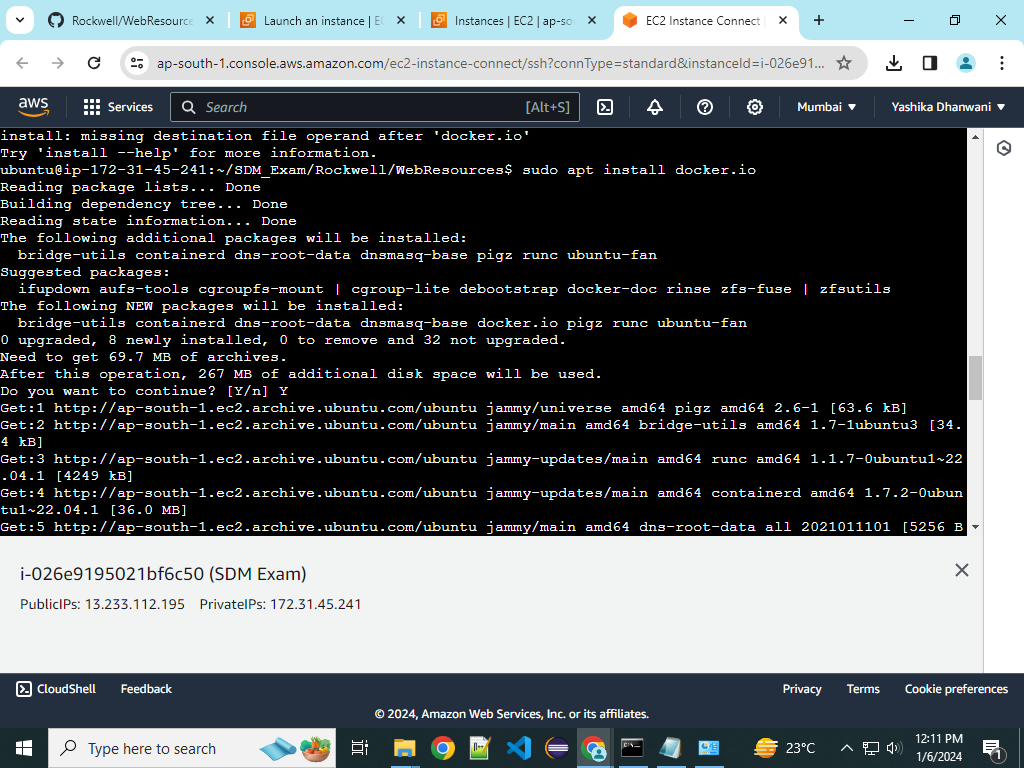 Rockwell/WebResource
Launch an instance | EC
Instances | EC2 | ap-so
EC2 Instance Connect
ap-south-1.console.aws.amazon.com/ec2-instance-connect/ssh?connType=standard&instanceId=i-026e91...
aws
Services
Search
[Alt+S]
Mumbai
Yashika Dhanwani
install: missing destination file operand after 'docker.io'
Try 'install --help' for more information.
ubuntu@ip-172-31-45-241:~/SDM_Exam/Rockwell/WebResources$ sudo apt install docker.io
Reading package lists... Done
Building dependency tree... Done
Reading state information... Done
The following additional packages will be installed:
  bridge-utils containerd dns-root-data dnsmasq-base pigz runc ubuntu-fan
Suggested packages:
  ifupdown aufs-tools cgroupfs-mount | cgroup-lite debootstrap docker-doc rinse zfs-fuse | zfsutils
The following NEW packages will be installed:
  bridge-utils containerd dns-root-data dnsmasq-base docker.io pigz runc ubuntu-fan
0 upgraded, 8 newly installed, 0 to remove and 32 not upgraded.
Need to get 69.7 MB of archives.
After this operation, 267 MB of additional disk space will be used.
Do you want to continue? [Y/n] Y
Get:1 http://ap-south-1.ec2.archive.ubuntu.com/ubuntu jammy/universe amd64 pigz amd64 2.6-1 [63.6 kB]
Get:2 http://ap-south-1.ec2.archive.ubuntu.com/ubuntu jammy/main amd64 bridge-utils amd64 1.7-1ubuntu3 [34.
4 kB]
Get:3 http://ap-south-1.ec2.archive.ubuntu.com/ubuntu jammy-updates/main amd64 runc amd64 1.1.7-0ubuntu1~22
.04.1 [4249 kB]
Get:4 http://ap-south-1.ec2.archive.ubuntu.com/ubuntu jammy-updates/main amd64 containerd amd64 1.7.2-0ubun
tu1~22.04.1 [36.0 MB]
Get:5 http://ap-south-1.ec2.archive.ubuntu.com/ubuntu jammy/main amd64 dns-root-data all 2021011101 [5256 B
i-026e9195021bf6c50 (SDM Exam)
PublicIPs: 13.233.112.195 PrivateIPs: 172.31.45.241
CloudShell
Feedback
Privacy
Terms
Cookie preferences
© 2024, Amazon Web Services, Inc. or its affiliates.
Type here to search
23°C
12:11 PM
1/6/2024
1